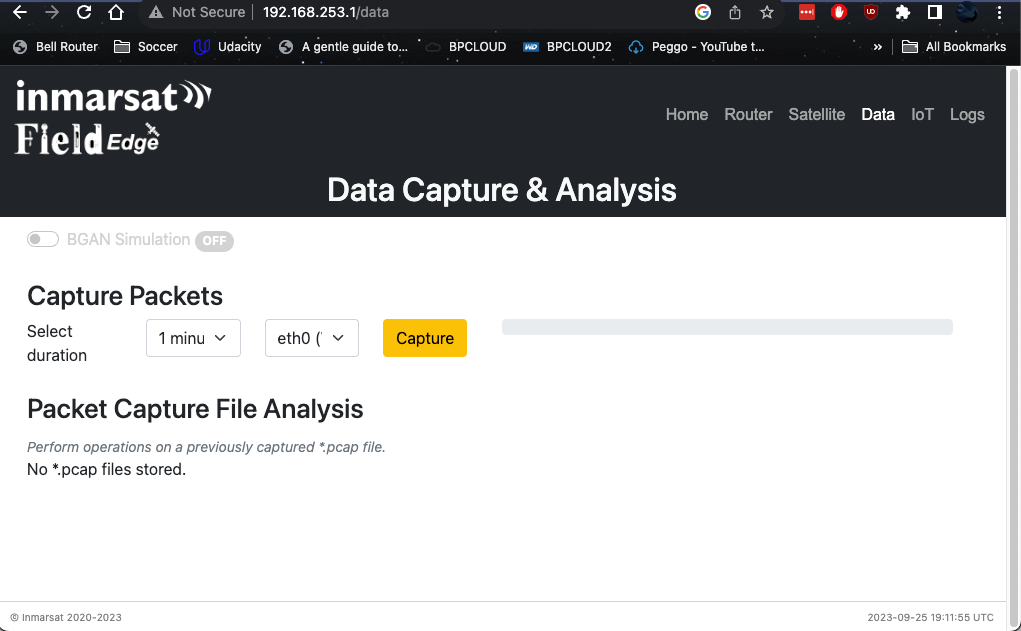 Not Secure 192.168.253.1/data
Bell Router Soccer Udacity A gentle guide to... BPCLOUD WD BPCLOUD2 Peggo - YouTube t... » All Bookmarks
inmarsat
Field Edge
Home Router Satellite Data IoT Logs
Data Capture & Analysis
BGAN Simulation OFF
Capture Packets
Select duration 1 minu eth0 ( Capture
Packet Capture File Analysis
Perform operations on a previously captured *.pcap file.
No *.pcap files stored.
© Inmarsat 2020-2023 2023-09-25 19:11:55 UTC